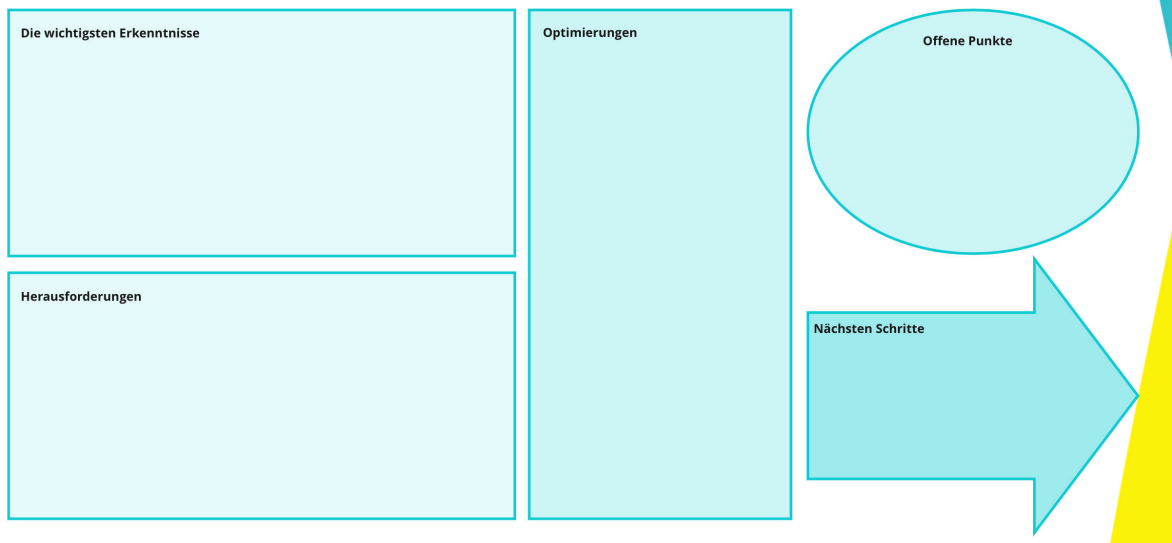 Die wichtigsten Erkenntnisse
Herausforderungen
Optimierungen
Offene Punkte
Nächsten Schritte